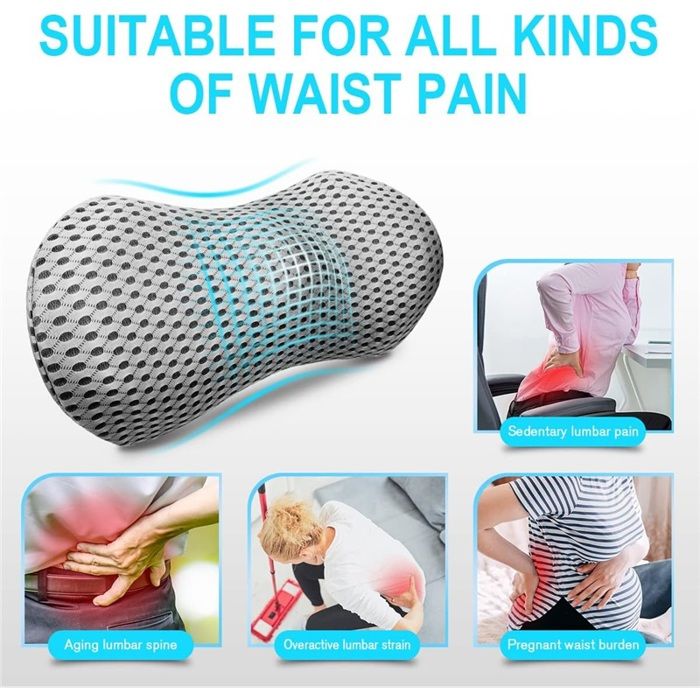 SUITABLE FOR ALL KINDS
OF WAIST PAIN
Sedentary lumbar pain
Aging lumbar spine
Overactive lumbar strain
Pregnant waist burden